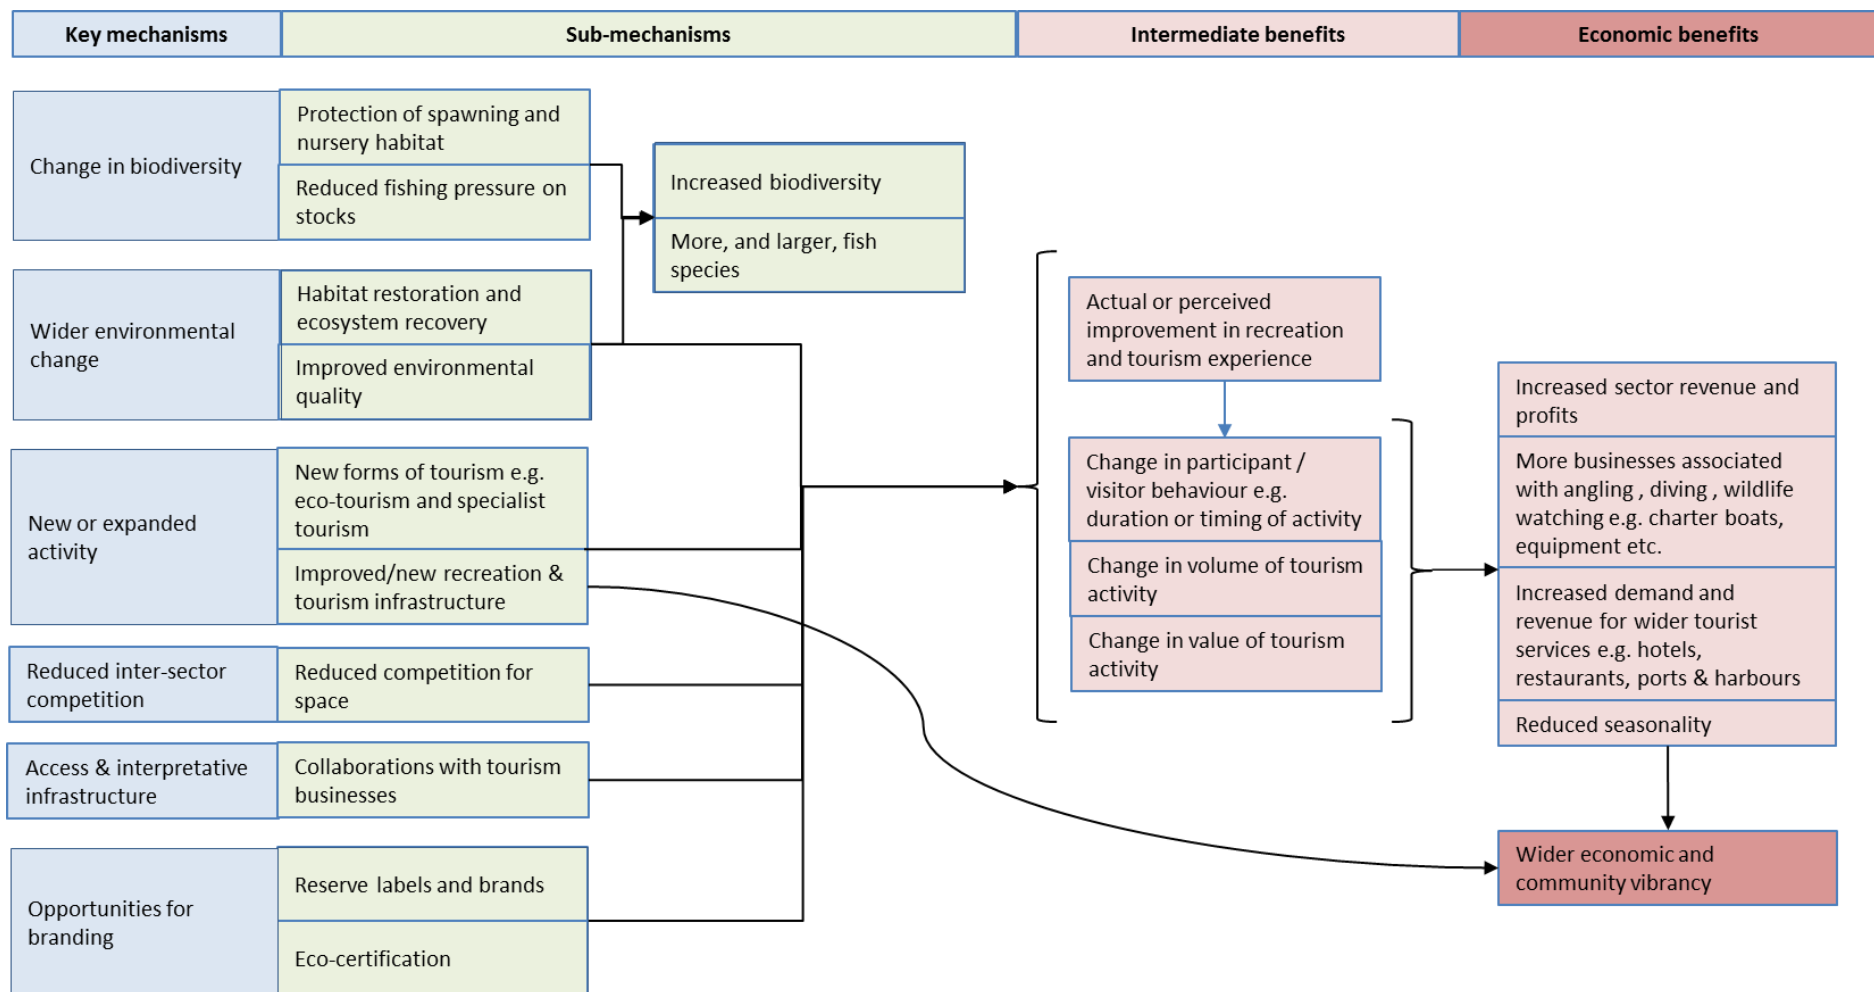 Key mechanisms
Sub-mechanisms
Intermediate benefits
Economic benefits
Change in biodiversity
Protection of spawning and
nursery habitat
Reduced fishing pressure on
stocks
Increased biodiversity
More, and larger, fish
species
Wider environmental
change
Habitat restoration and
ecosystem recovery
Improved environmental
quality
New or expanded
activity
New forms of tourism e.g.
eco-tourism and specialist
tourism
Improved/new recreation &
tourism infrastructure
Reduced inter-sector
competition
Reduced competition for
space
Access & interpretative
infrastructure
Collaborations with tourism
businesses
Opportunities for
branding
Reserve labels and brands
Eco-certification
Actual or perceived
improvement in recreation
and tourism experience
Change in participant /
visitor behaviour e.g.
duration or timing of activity
Change in volume of tourism
activity
Change in value of tourism
activity
Increased sector revenue and
profits
More businesses associated
with angling , diving , wildlife
watching e.g. charter boats,
equipment etc.
Increased demand and
revenue for wider tourist
services e.g. hotels,
restaurants, ports & harbours
Reduced seasonality
Wider economic and
community vibrancy